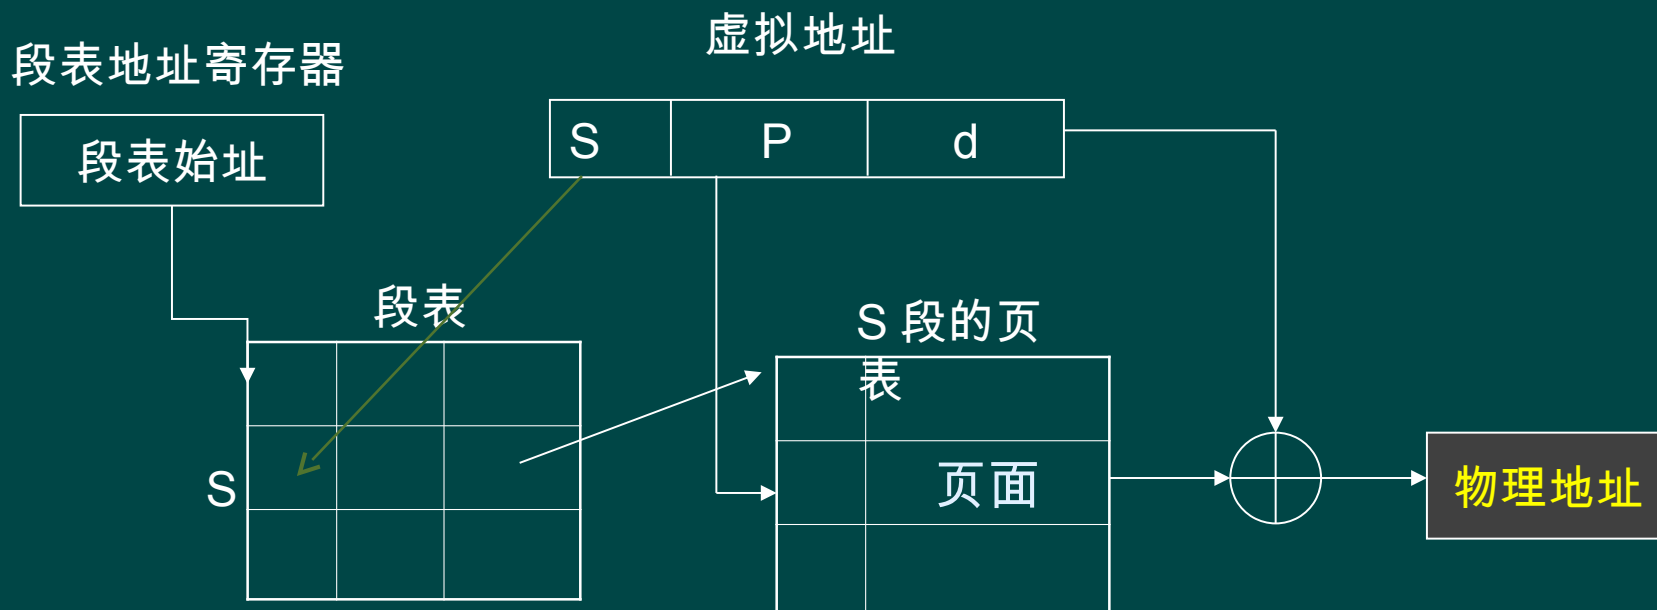 虚拟地址
段表地址寄存器
段表始址
S P d
段表
S 段的页
表
S
页面
物理地址